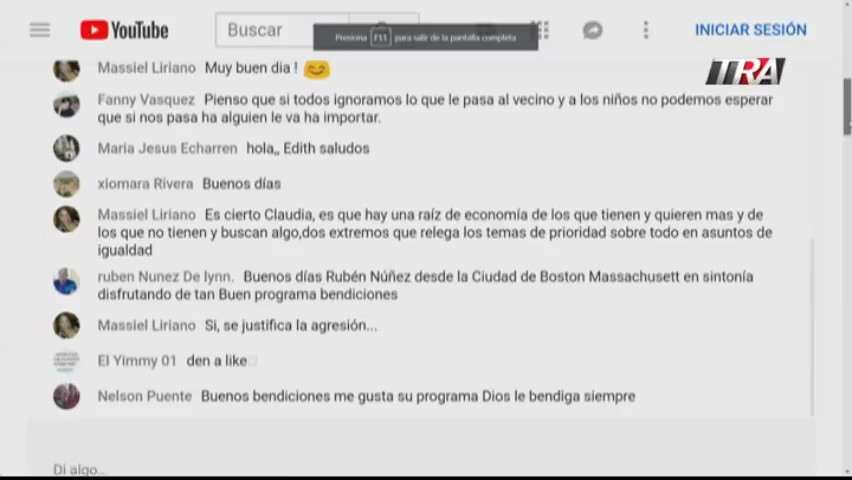 YouTube
Buscar
Presiona F11 para salir de la pantalla completa
INICIAR SESIÓN
TRA
Massiel Liriano Muy buen dia ! 😊
Fanny Vasquez Pienso que si todos ignoramos lo que le pasa al vecino y a los niños no podemos esperar
que si nos pasa ha alguien le va ha importar.
Maria Jesus Echarren hola,, Edith saludos
xiomara Rivera Buenos días
Massiel Liriano Es cierto Claudia, es que hay una raíz de economía de los que tienen y quieren mas y de
los que no tienen y buscan algo,dos extremos que relega los temas de prioridad sobre todo en asuntos de
igualdad
ruben Nunez De lynn. Buenos días Rubén Núñez desde la Ciudad de Boston Massachusett en sintonía
disfrutando de tan Buen programa bendiciones
Massiel Liriano Si, se justifica la agresión...
El Yimmy 01 den a like
Nelson Puente Buenos bendiciones me gusta su programa Dios le bendiga siempre
Di algo...